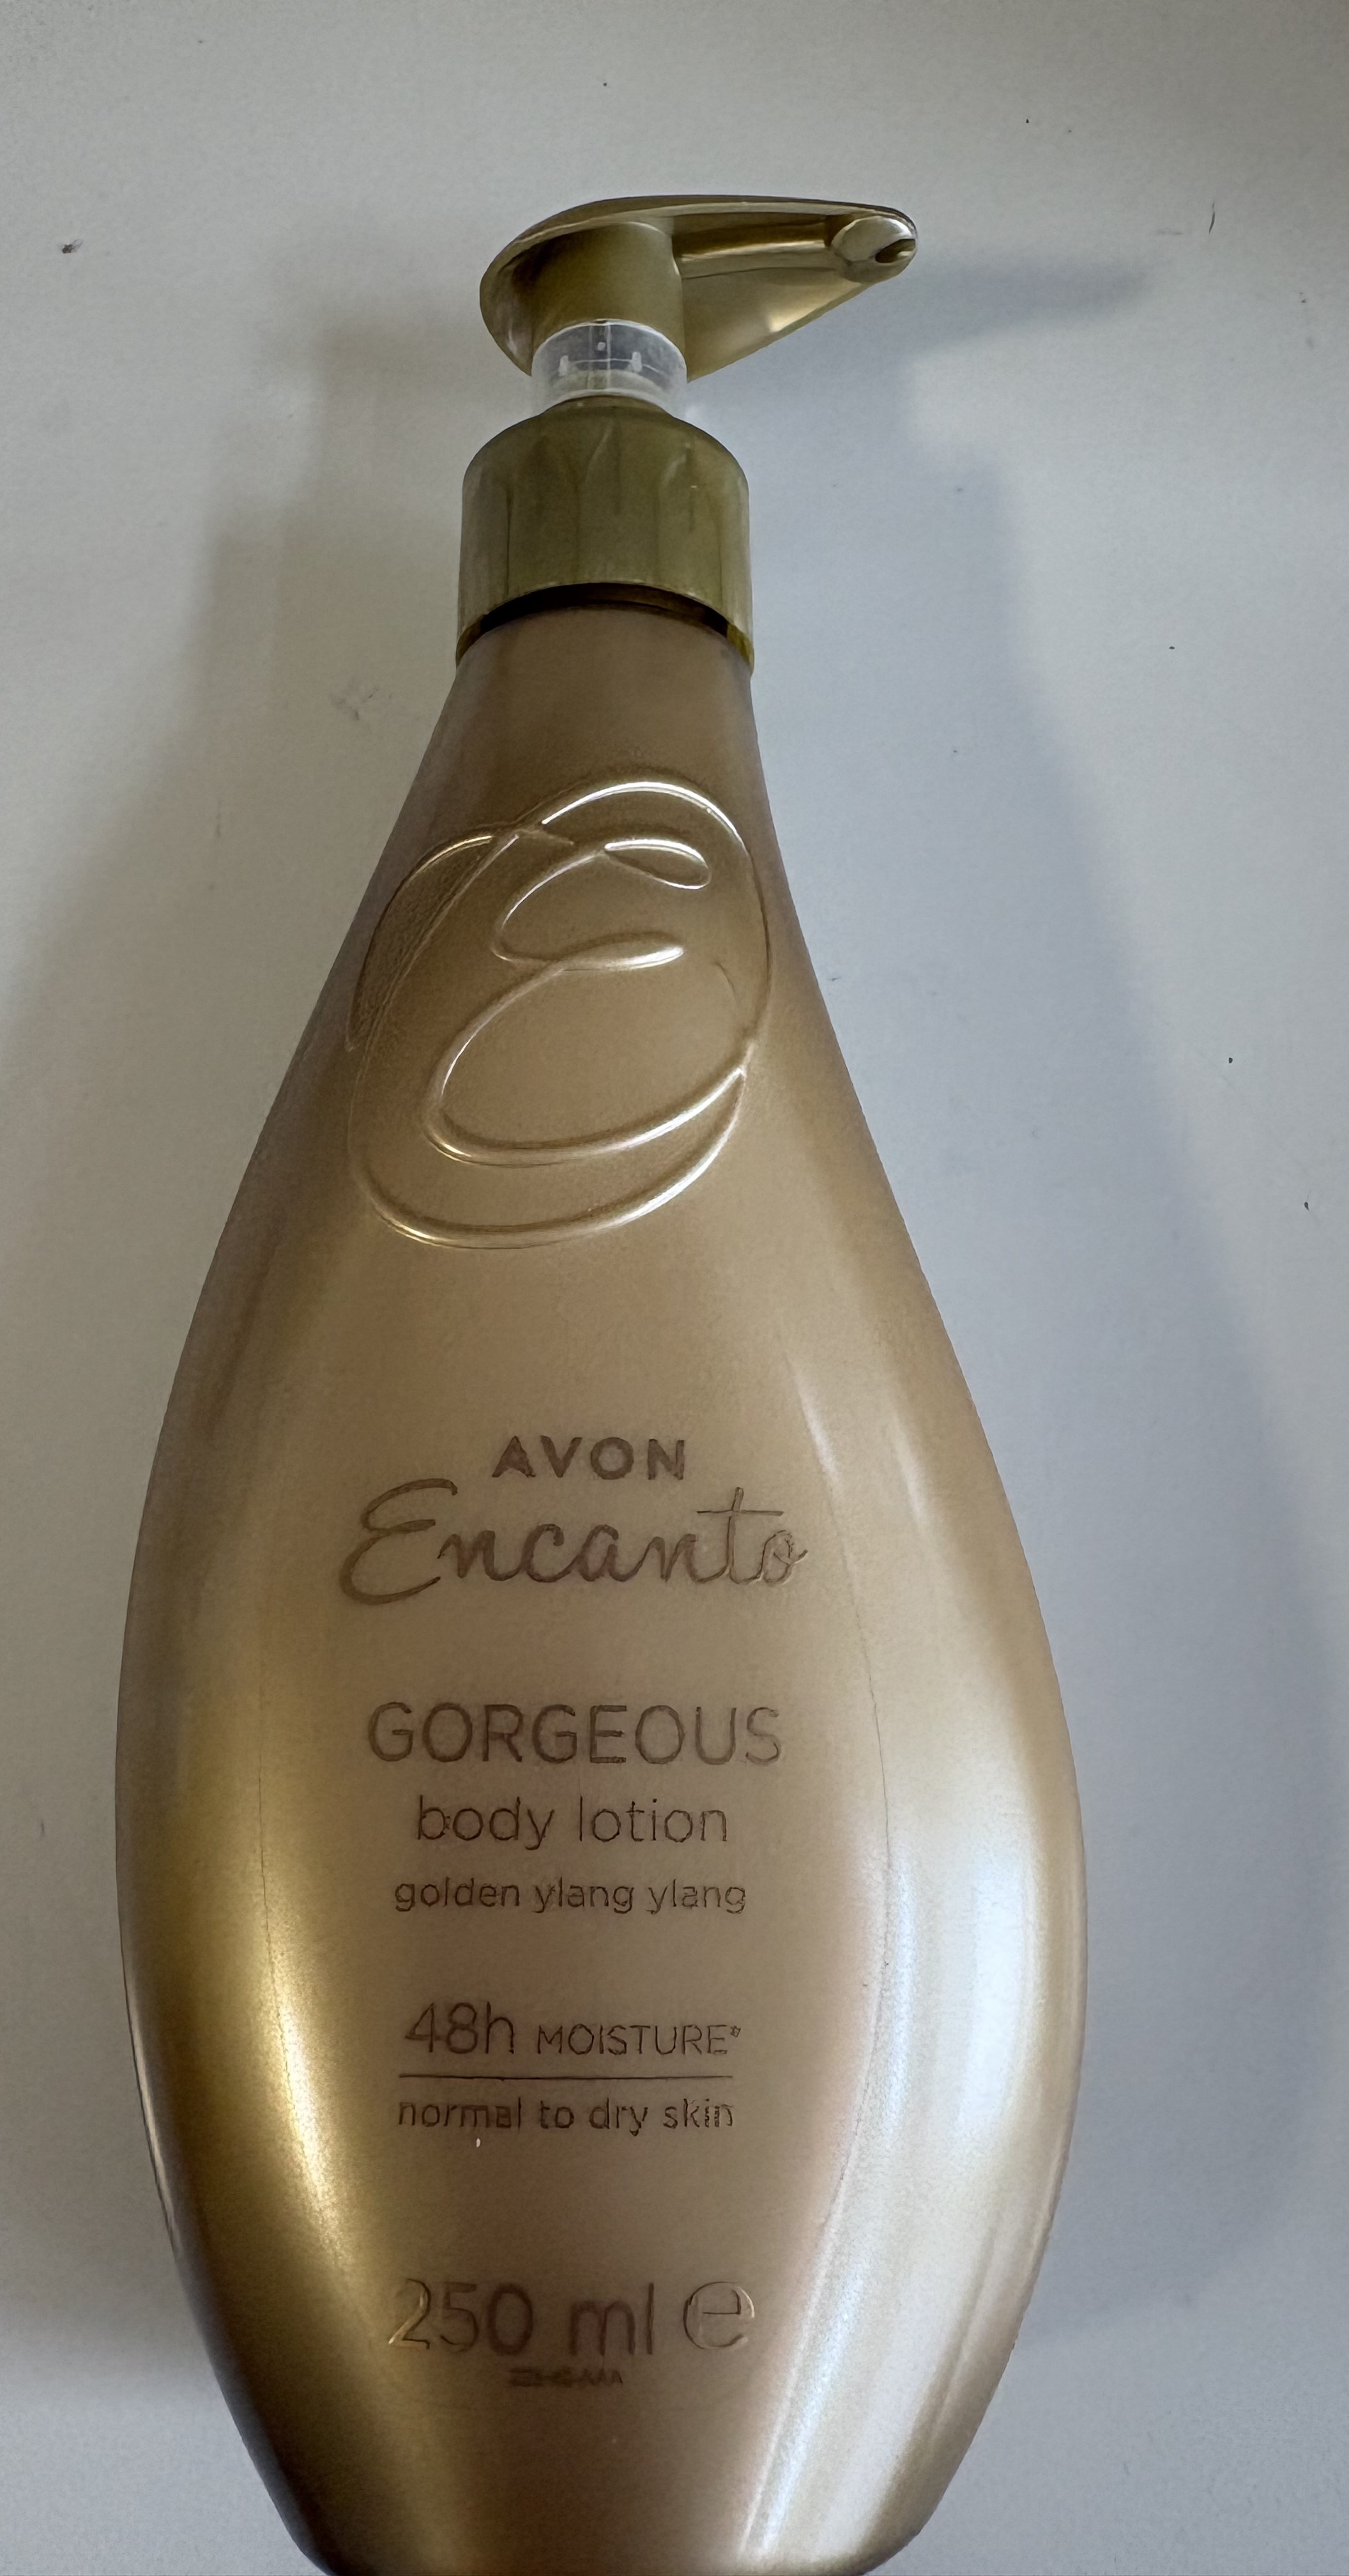 AVON
Encanto
GORGEOUS
body lotion
golden ylang ylang
48h MOISTURE*
normal to dry skin
250 ml ℮